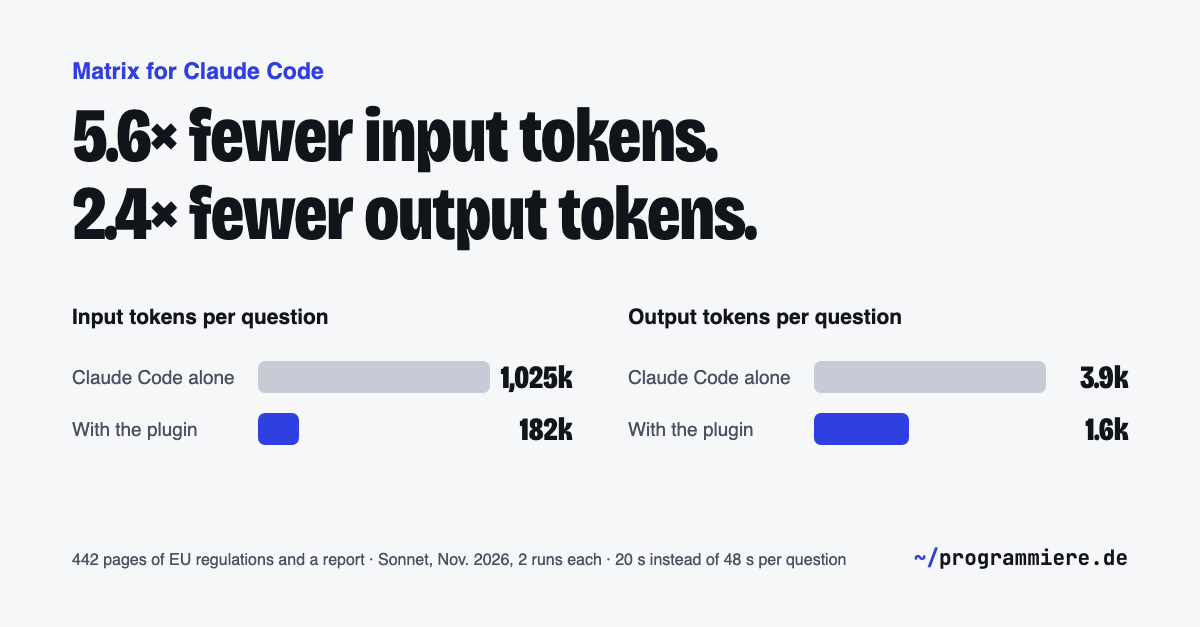 Matrix for Claude Code
5.6× fewer input tokens.
2.4× fewer output tokens.
Input tokens per question
Claude Code alone 1,025k
With the plugin 182k
Output tokens per question
Claude Code alone 3.9k
With the plugin 1.6k
442 pages of EU regulations and a report · Sonnet, Nov. 2026, 2 runs each · 20 s instead of 48 s per question
~/programmiere.de